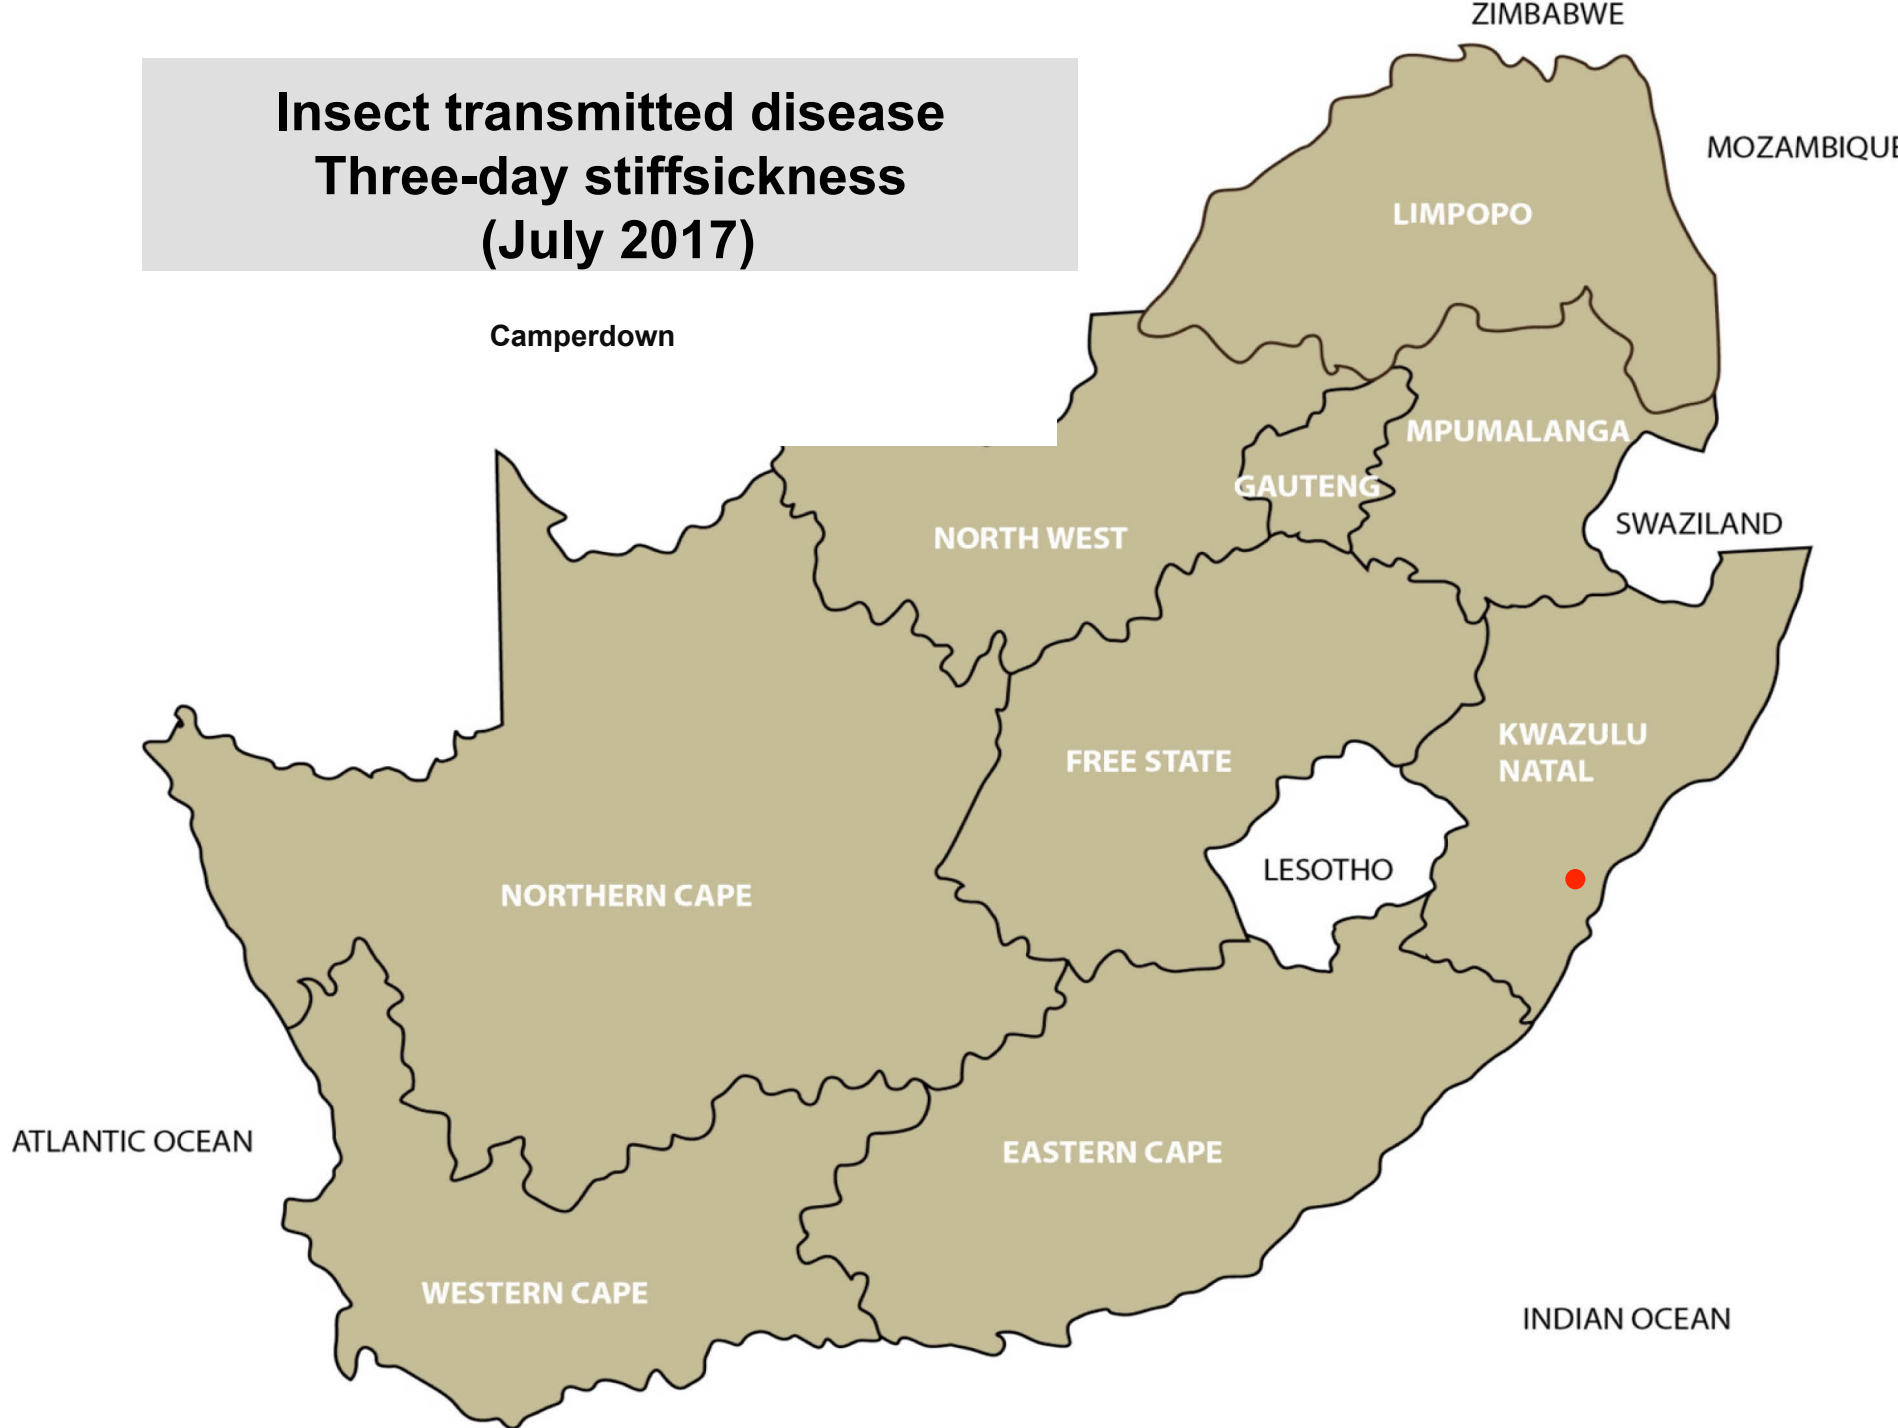 ZIMBABWE
Insect transmitted disease
Three-day stiffsickness
(July 2017)
MOZAMBIQUE
LIMPOPO
Camperdown
MPUMALANGA
GAUTENG
SWAZILAND
NORTH WEST
KWAZULU
NATAL
FREE STATE
LESOTHO
NORTHERN CAPE
ATLANTIC OCEAN
EASTERN CAPE
WESTERN CAPE
INDIAN OCEAN